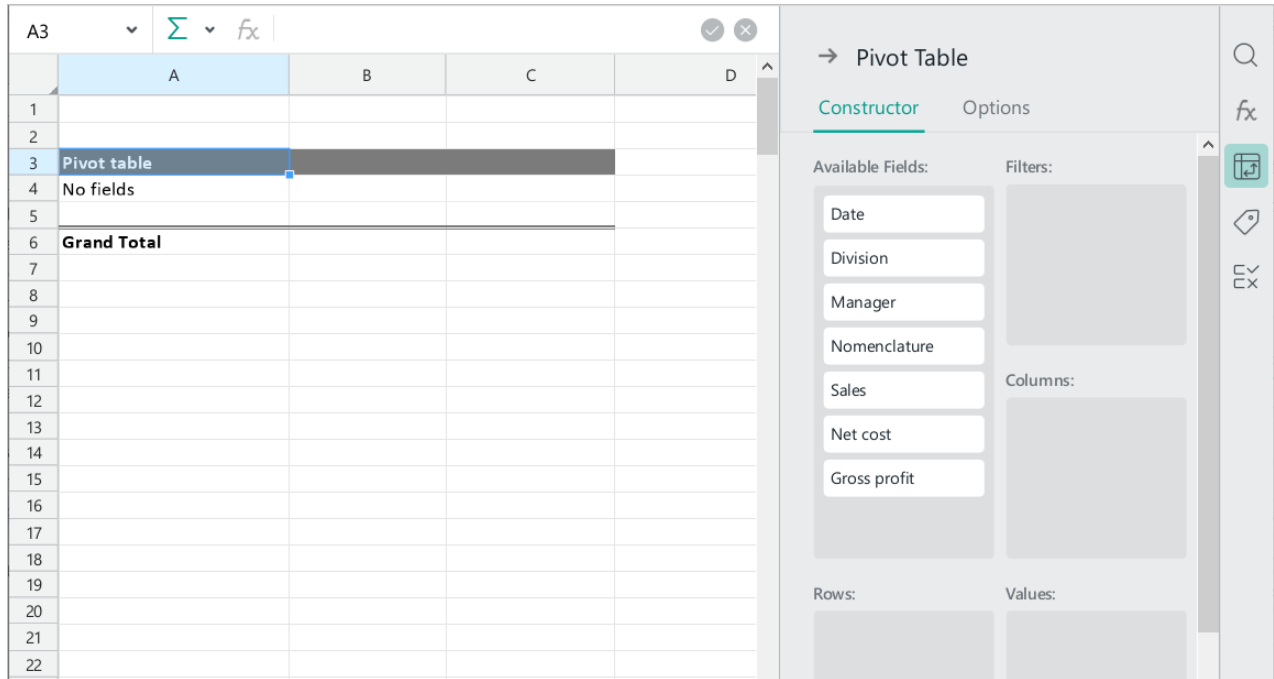 A3 Σ fx
A B C D
1
2
3 Pivot table
4 No fields
5
6 Grand Total
7
8
9
10
11
12
13
14
15
16
17
18
19
20
21
22
→ Pivot Table
Constructor Options
Available Fields:
Date
Division
Manager
Nomenclature
Sales
Net cost
Gross profit
Filters:
Columns:
Rows:
Values:
fx